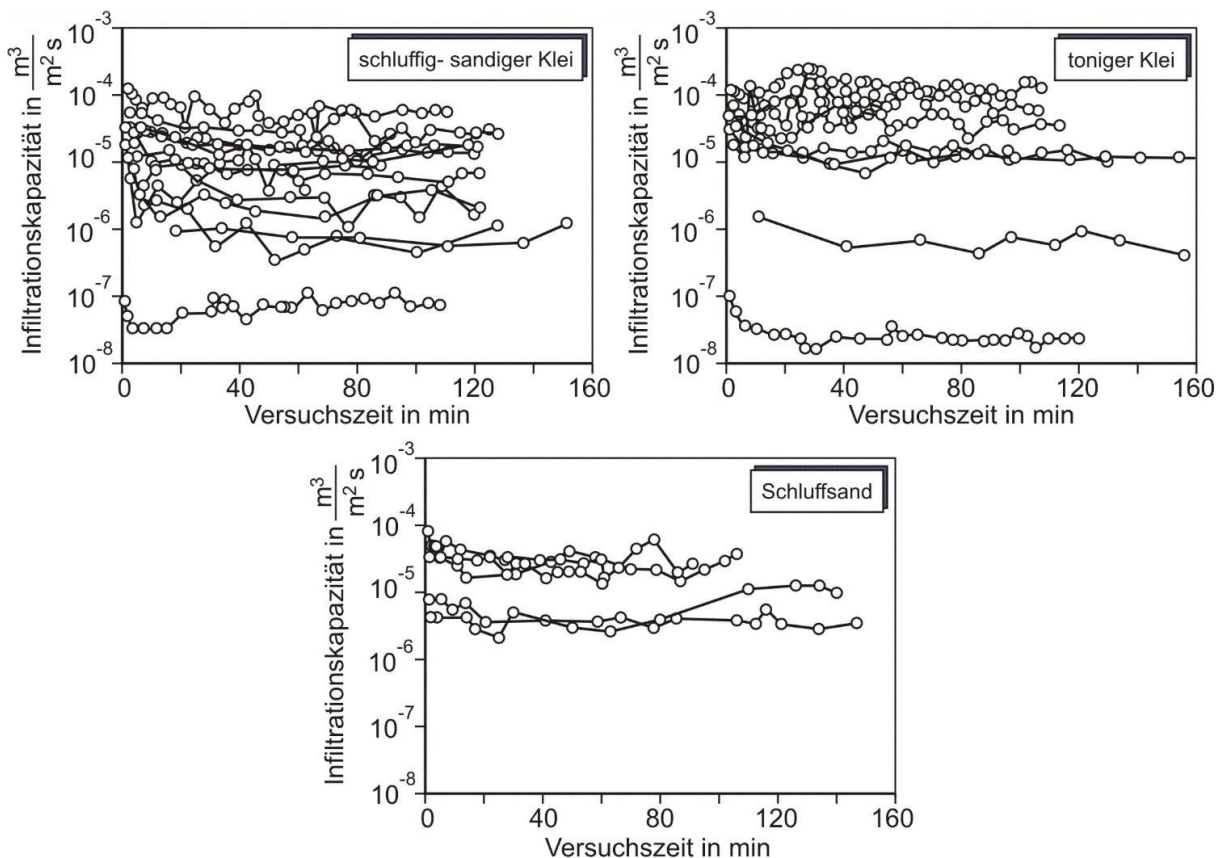 schluffig- sandiger Klei
Infiltrationskapazität in m³/m² s
10⁻³
10⁻⁴
10⁻⁵
10⁻⁶
10⁻⁷
10⁻⁸
0 40 80 120 160
Versuchszeit in min
toniger Klei
Infiltrationskapazität in m³/m² s
10⁻³
10⁻⁴
10⁻⁵
10⁻⁶
10⁻⁷
10⁻⁸
0 40 80 120 160
Versuchszeit in min
Schluffsand
Infiltrationskapazität in m³/m² s
10⁻³
10⁻⁴
10⁻⁵
10⁻⁶
10⁻⁷
10⁻⁸
0 40 80 120 160
Versuchszeit in min